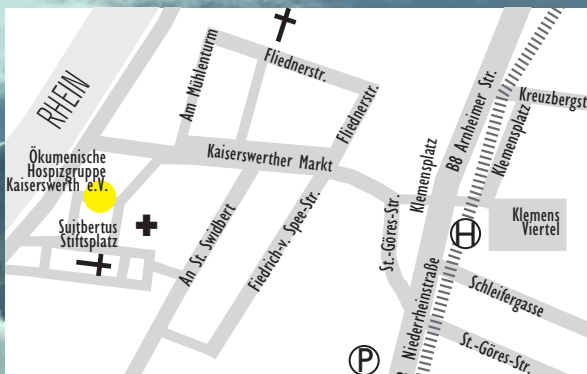 RHEIN
Am Mühlenturm
Fliednerstr.
Fliednerstr.
B8 Arnheimer Str.
Kreuzbergst
Klemensplatz
Klemensplatz
Kaiserswerther Markt
Ökumenische
Hospizgruppe
Kaiserswerth e.V.
Suitbertus
Stiftsplatz
An St. Swidbert
Fiedrich-v. Spee-Str.
St.-Göres-Str.
Klemens
Viertel
H
Niederrheinstraße
Schleifergasse
St.-Göres-Str.
P